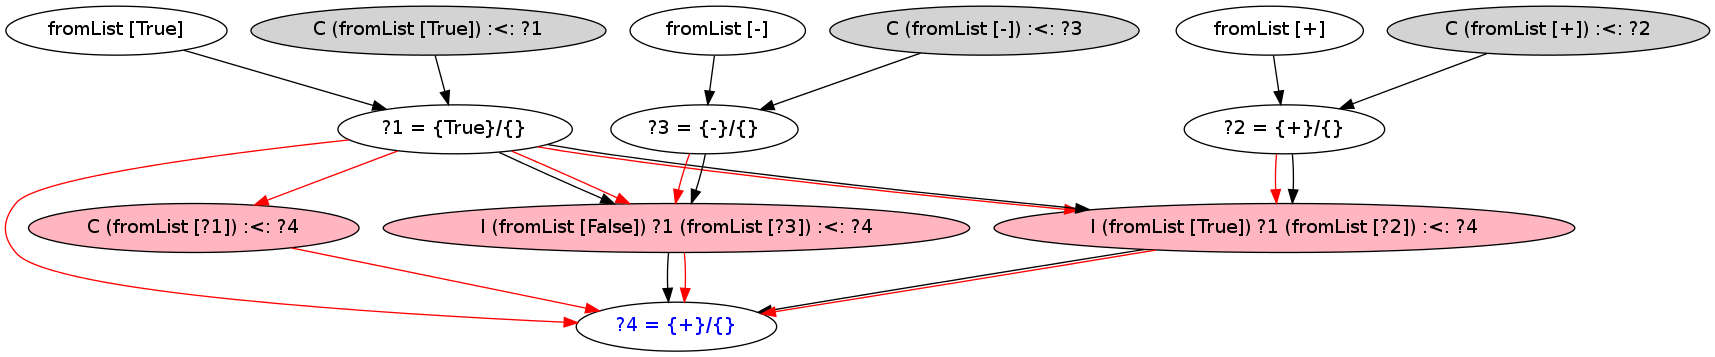 fromList [True]
C (fromList [True]) :<: ?1
fromList [-]
C (fromList [-]) :<: ?3
fromList [+]
C (fromList [+]) :<: ?2
?1 = {True}/{}
?3 = {-}/{}
?2 = {+}/{}
C (fromList [?1]) :<: ?4
I (fromList [False]) ?1 (fromList [?3]) :<: ?4
I (fromList [True]) ?1 (fromList [?2]) :<: ?4
?4 = {+}/{}